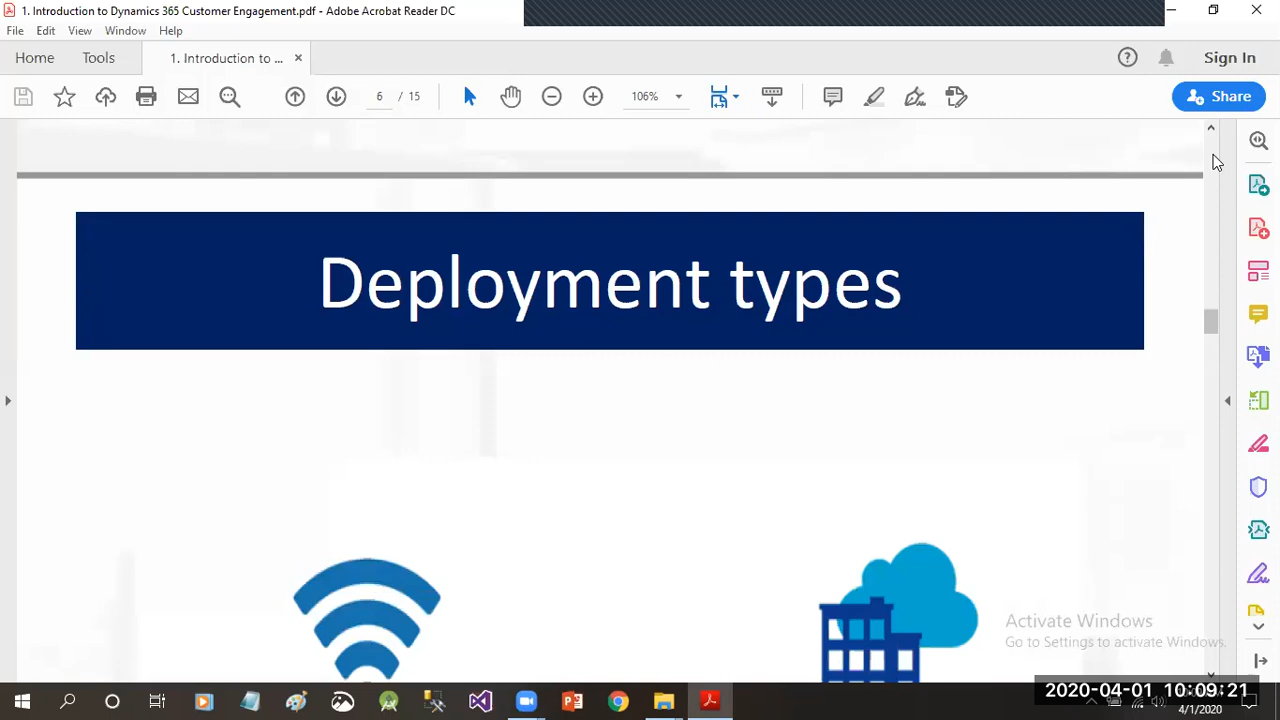 1. Introduction to Dynamics 365 Customer Engagement.pdf - Adobe Acrobat Reader DC
File Edit View Window Help
Home Tools 1. Introduction to ... × Sign In
6 / 15 106% Share
Deployment types
Activate Windows
Go to Settings to activate Windows.
2020-04-01 10:09:21
4/1/2020